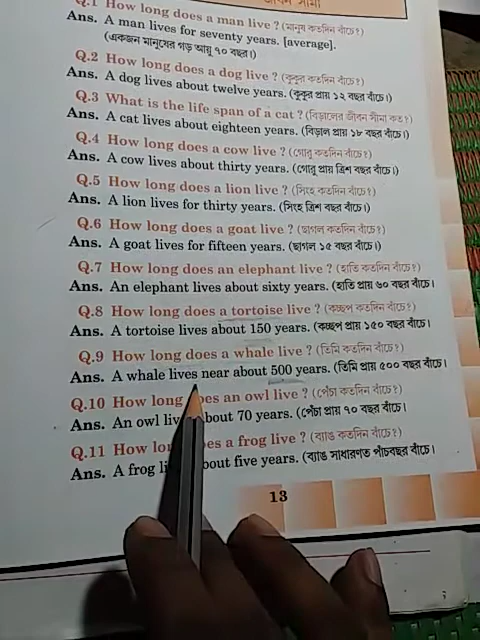 জীবন সীমা
Q.1 How long does a man live ? (মানুষ কতদিন বাঁচে?)
Ans. A man lives for seventy years. [average].
(একজন মানুষের গড় আয়ু ৭০ বছর।)
Q.2 How long does a dog live ? (কুকুর কতদিন বাঁচে?)
Ans. A dog lives about twelve years. (কুকুর প্রায় ১২ বছর বাঁচে।)
Q.3 What is the life span of a cat ? (বিড়ালের জীবন সীমা কত?)
Ans. A cat lives about eighteen years. (বিড়াল প্রায় ১৮ বছর বাঁচে।)
Q.4 How long does a cow live ? (গোরু কতদিন বাঁচে?)
Ans. A cow lives about thirty years. (গোরু প্রায় ত্রিশ বছর বাঁচে।)
Q.5 How long does a lion live ? (সিংহ কতদিন বাঁচে?)
Ans. A lion lives for thirty years. (সিংহ ত্রিশ বছর বাঁচে।)
Q.6 How long does a goat live ? (ছাগল কতদিন বাঁচে?)
Ans. A goat lives for fifteen years. (ছাগল ১৫ বছর বাঁচে।)
Q.7 How long does an elephant live ? (হাতি কতদিন বাঁচে?)
Ans. An elephant lives about sixty years. (হাতি প্রায় ৬০ বছর বাঁচে।
Q.8 How long does a tortoise live ? (কচ্ছপ কতদিন বাঁচে?)
Ans. A tortoise lives about 150 years. (কচ্ছপ প্রায় ১৫০ বছর বাঁচে।
Q.9 How long does a whale live ? (তিমি কতদিন বাঁচে?)
Ans. A whale lives near about 500 years. (তিমি প্রায় ৫০০ বছর বাঁচে।
Q.10 How long does an owl live ? (পেঁচা কতদিন বাঁচে?)
Ans. An owl about 70 years. (পেঁচা প্রায় ৭০ বছর বাঁচে।
Q.11 How does a frog live ? (ব্যাঙ কতদিন বাঁচে?)
Ans. A frog about five years. (ব্যাঙ সাধারণত পাঁচবছর বাঁচে।
13